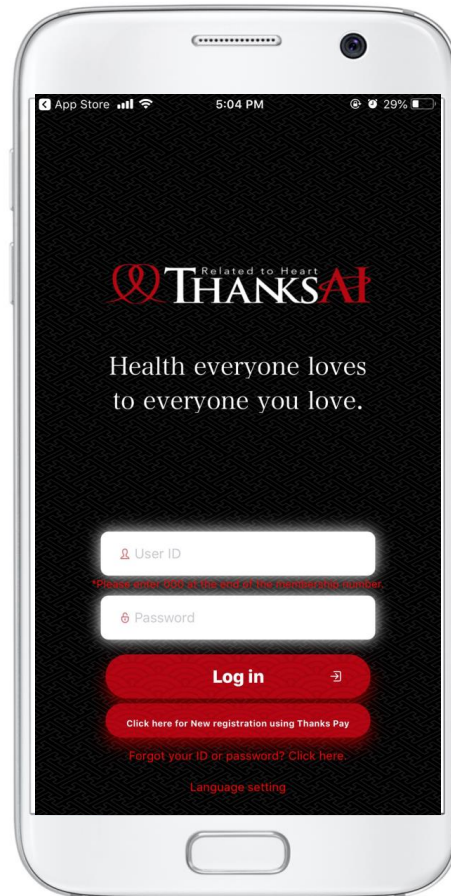 App Store
5:04 PM
29%
Related to Heart
THANKSAI
Health everyone loves
to everyone you love.
User ID
*Please enter at the end of the membership number.
Password
Log in
Click here for New registration using Thanks Pay
Forgot your ID or password? Click here.
Language setting